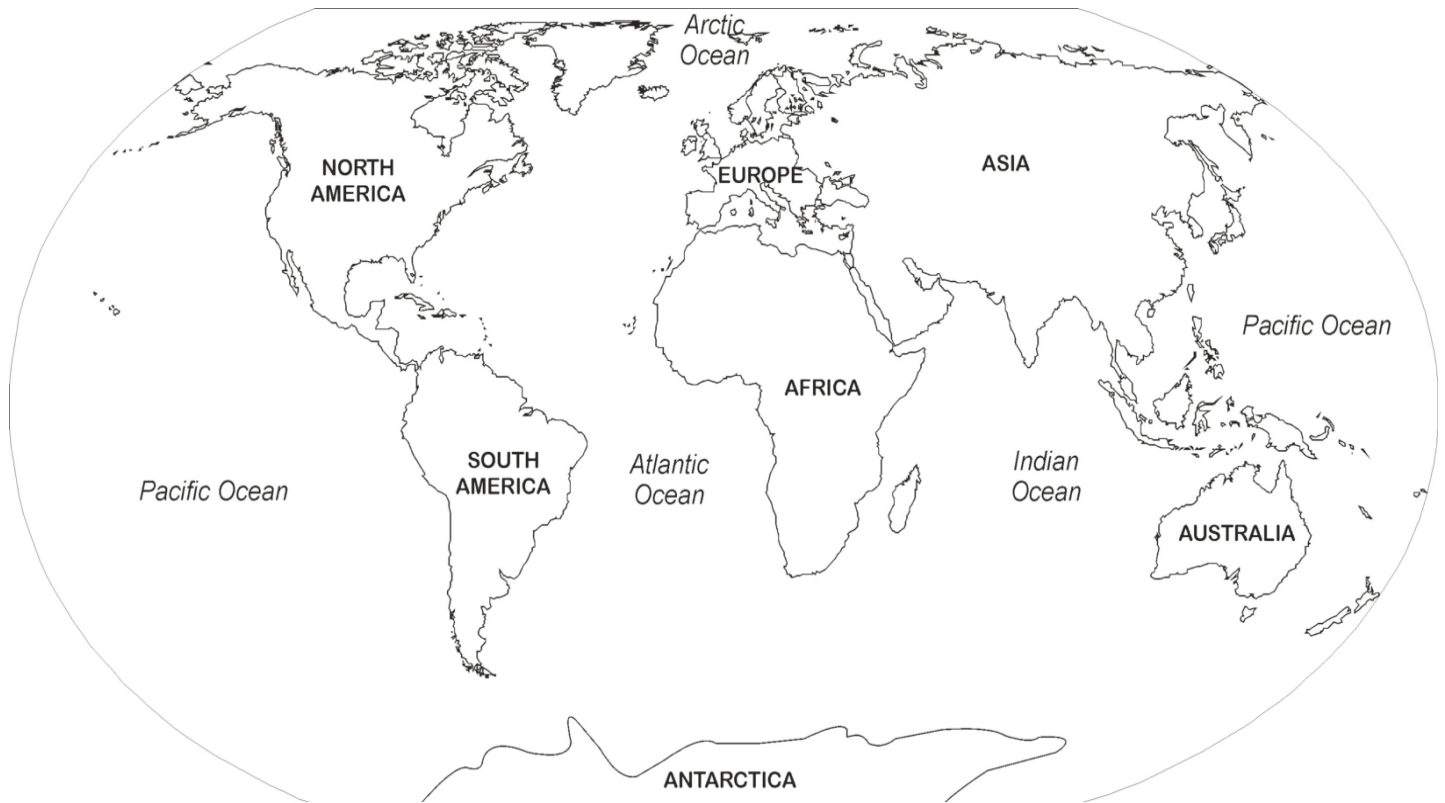 Arctic
Ocean
NORTH
AMERICA
EUROPE
ASIA
Pacific Ocean
AFRICA
SOUTH
AMERICA
Atlantic
Ocean
Indian
Ocean
Pacific Ocean
AUSTRALIA
ANTARCTICA